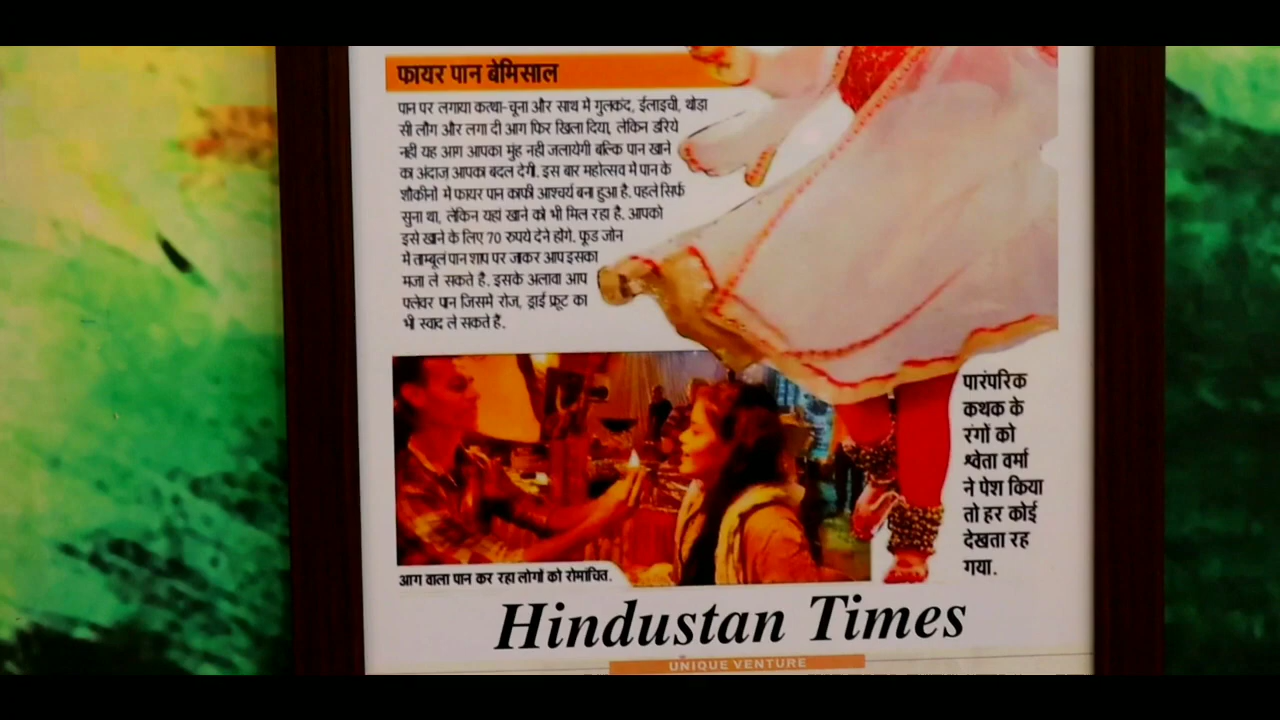 फायर पान बेमिसाल
पान पर लगाया कत्था-चूना और साथ में गुलकंद, ईलाइची, थोड़ा
सी लौंग और लगा दी आग फिर खिला दिया, लेकिन डरिये
नहीं यह आग आपका मुंह नही जलायेगी बल्कि पान खाने
का अंदाज़ आपका बदल देगी. इस बार महोत्सव में पान के
शौकीनों में फायर पान काफी आश्चर्य बना हुआ है. पहले सिर्फ
सुना था, लेकिन यहां खाने को भी मिल रहा है. आपको
इसे खाने के लिए 70 रुपये देने होंगे. फूड जोन
में ताम्बूलं पान शाप पर जाकर आप इसका
मजा ले सकते है. इसके अलावा आप
फ्लेवर पान जिसमें रोज, ड्राई फ्रूट का
भी स्वाद ले सकते हैं.
आग वाला पान कर रहा लोगों को रोमांचित.
पारंपरिक
कथक के
रंगों को
श्वेता वर्मा
ने पेश किया
तो हर कोई
देखता रह
गया.
Hindustan Times
UNIQUE VENTURE